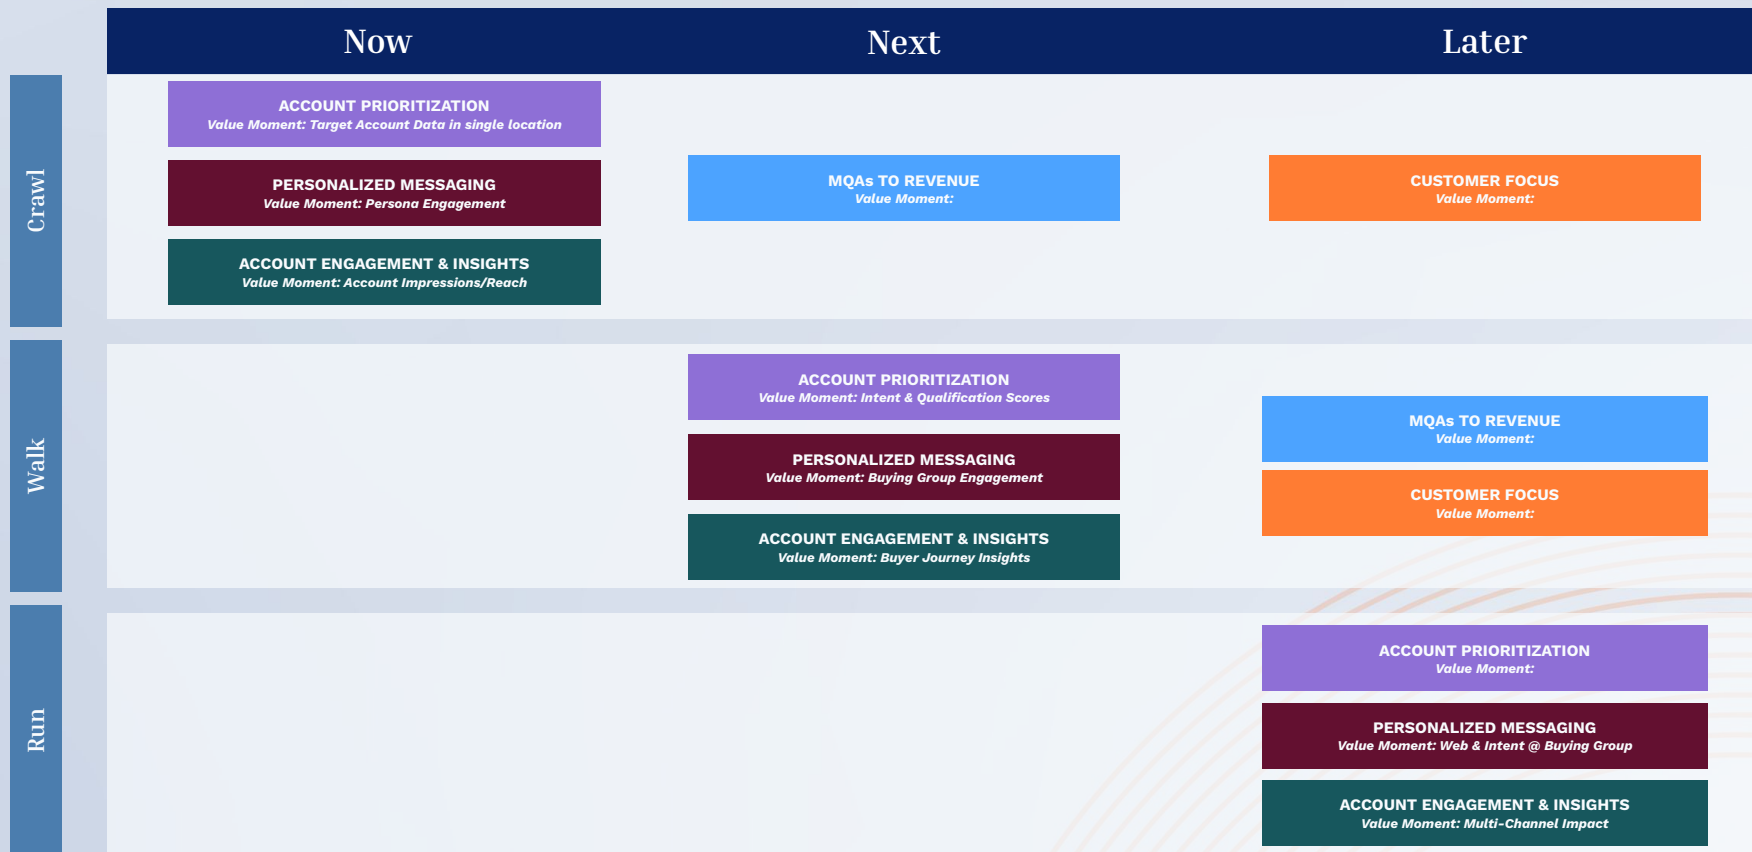 Now
Next
Later
Crawl
ACCOUNT PRIORITIZATION
Value Moment: Target Account Data in single location
PERSONALIZED MESSAGING
Value Moment: Persona Engagement
ACCOUNT ENGAGEMENT & INSIGHTS
Value Moment: Account Impressions/Reach
MQAs TO REVENUE
Value Moment:
CUSTOMER FOCUS
Value Moment:
Walk
ACCOUNT PRIORITIZATION
Value Moment: Intent & Qualification Scores
PERSONALIZED MESSAGING
Value Moment: Buying Group Engagement
ACCOUNT ENGAGEMENT & INSIGHTS
Value Moment: Buyer Journey Insights
MQAs TO REVENUE
Value Moment:
CUSTOMER FOCUS
Value Moment:
Run
ACCOUNT PRIORITIZATION
Value Moment:
PERSONALIZED MESSAGING
Value Moment: Web & Intent @ Buying Group
ACCOUNT ENGAGEMENT & INSIGHTS
Value Moment: Multi-Channel Impact